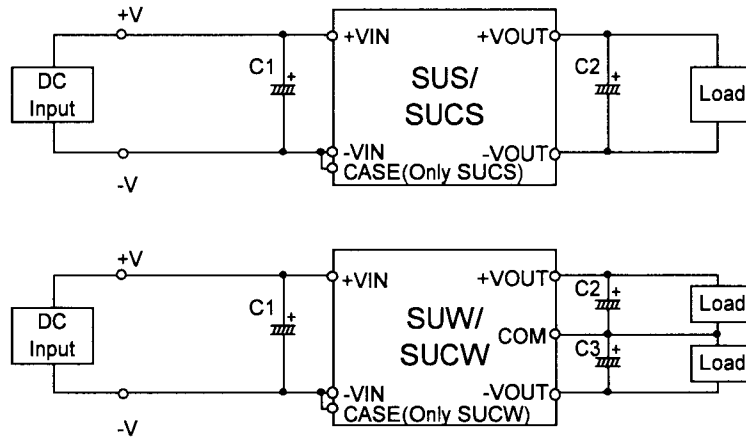 +V
+VIN
+VOUT
DC
Input
C1
+
SUS/
SUCS
C2
+
Load
-VIN
-VOUT
CASE(Only SUCS)
-V
+V
+VIN
+VOUT
DC
Input
C1
+
SUW/
SUCW
C2
+
Load
COM
C3
+
Load
-VIN
-VOUT
CASE(Only SUCW)
-V